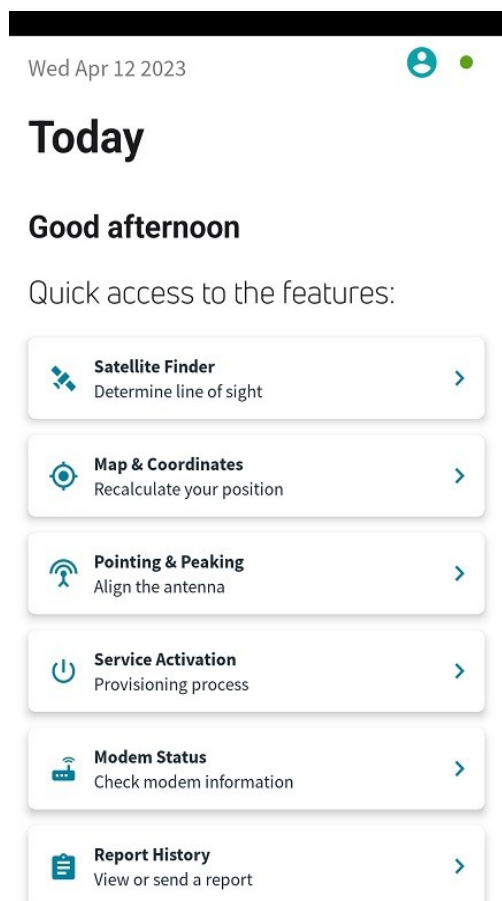 Wed Apr 12 2023
Today
Good afternoon
Quick access to the features:
Satellite Finder
Determine line of sight
Map & Coordinates
Recalculate your position
Pointing & Peaking
Align the antenna
Service Activation
Provisioning process
Modem Status
Check modem information
Report History
View or send a report